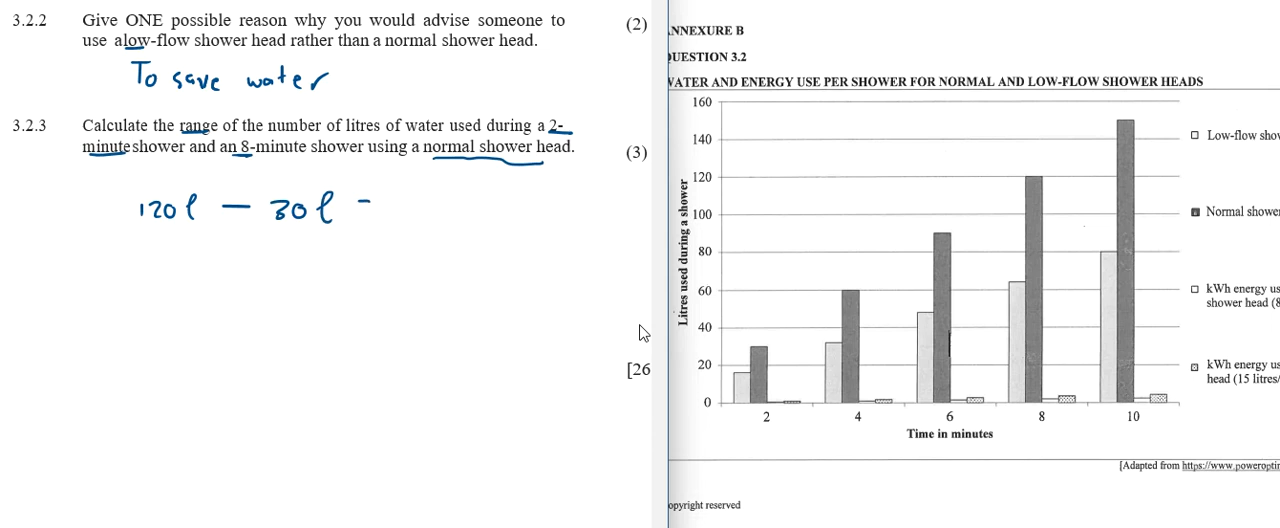 3.2.2 Give ONE possible reason why you would advise someone to (2)
use a low-flow shower head rather than a normal shower head.
To save water
3.2.3 Calculate the range of the number of litres of water used during a 2-
minute shower and an 8-minute shower using a normal shower head. (3)
120 l — 30 l -
[26
NNEXURE B
UESTION 3.2
ATER AND ENERGY USE PER SHOWER FOR NORMAL AND LOW-FLOW SHOWER HEADS
Litres used during a shower
160
140
120
100
80
60
40
20
0
2 4 6 8 10
Time in minutes
Low-flow show
Normal shower
kWh energy us
shower head (8
kWh energy us
head (15 litres/
[Adapted from https://www.poweroptin
opyright reserved